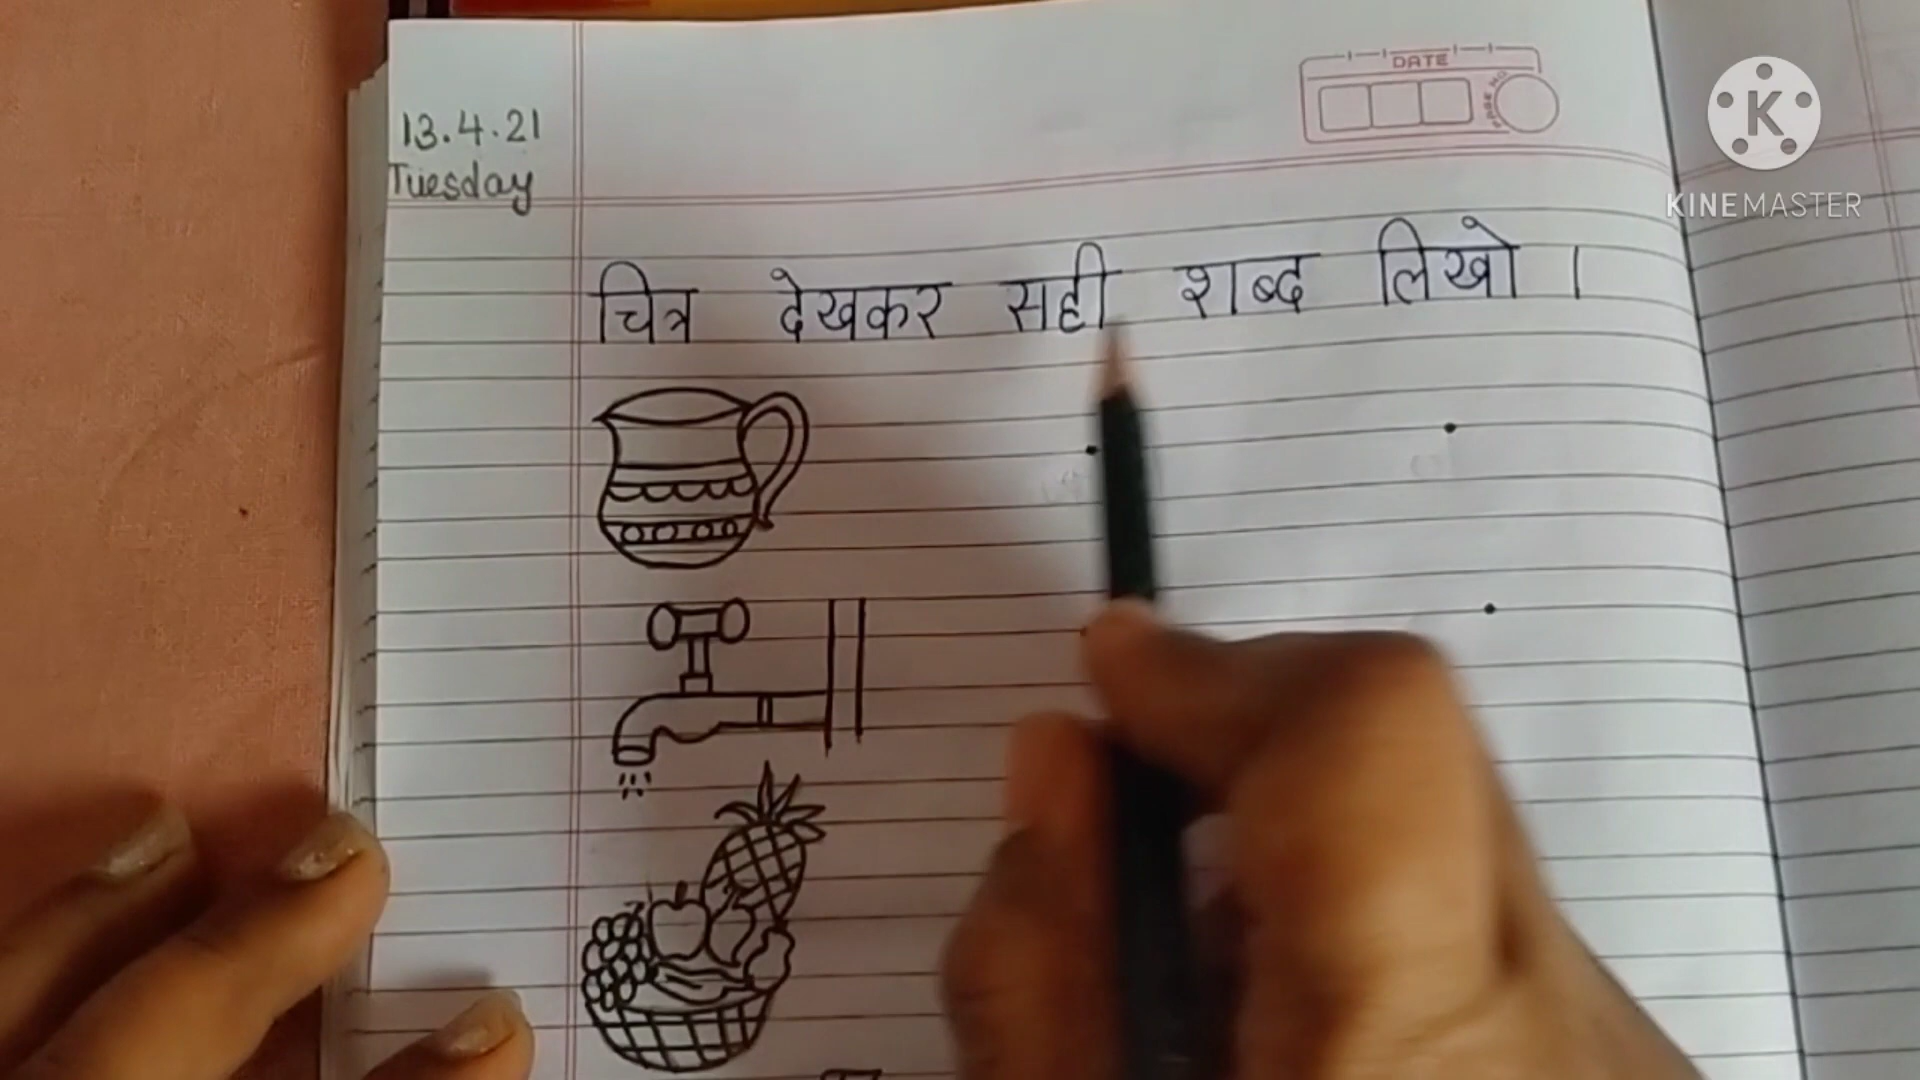 DATE
PAGE NO.
K
KINEMASTER
13.4.21
Tuesday
चित्र देखकर सही शब्द लिखो ।